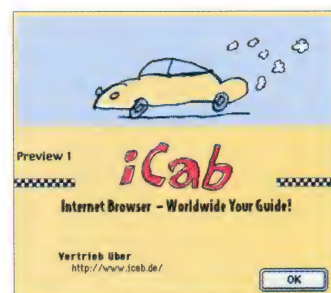 Preview 1
iCab
Internet Browser – Worldwide Your Guide!
Vertrieb über
http://www.icab.de/
OK